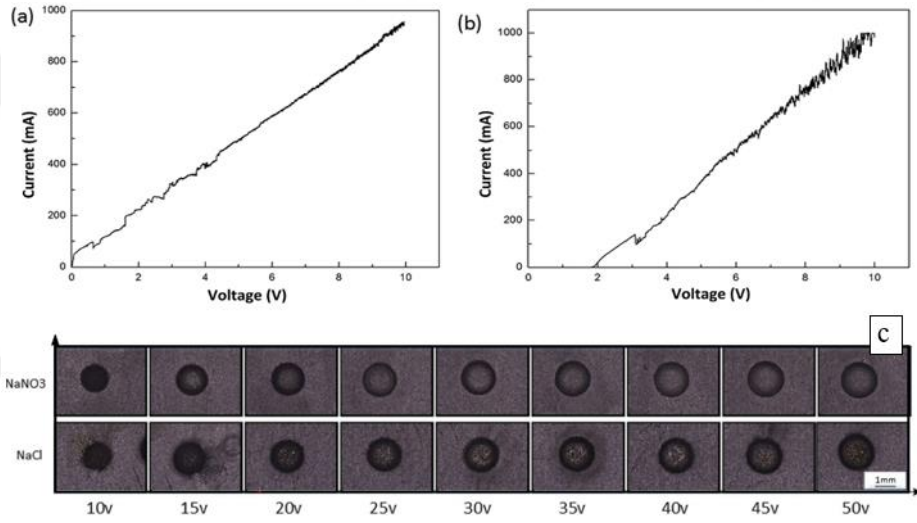 (a)
1000
800
600
400
200
0
Current (mA)
0 2 4 6 8 10
Voltage (V)
(b)
1000
800
600
400
200
0
Current (mA)
0 2 4 6 8 10
Voltage (V)
c
NaNO3
NaCl
1mm
10v 15v 20v 25v 30v 35v 40v 45v 50v